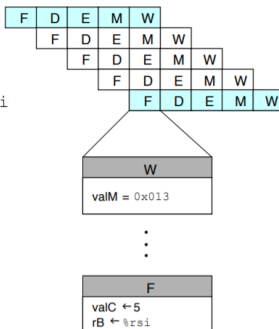 F D E M W
F D E M W
F D E M W
F D E M W
i F D E M W
W
valM = 0x013
F
valC ← 5
rB ← %rsi